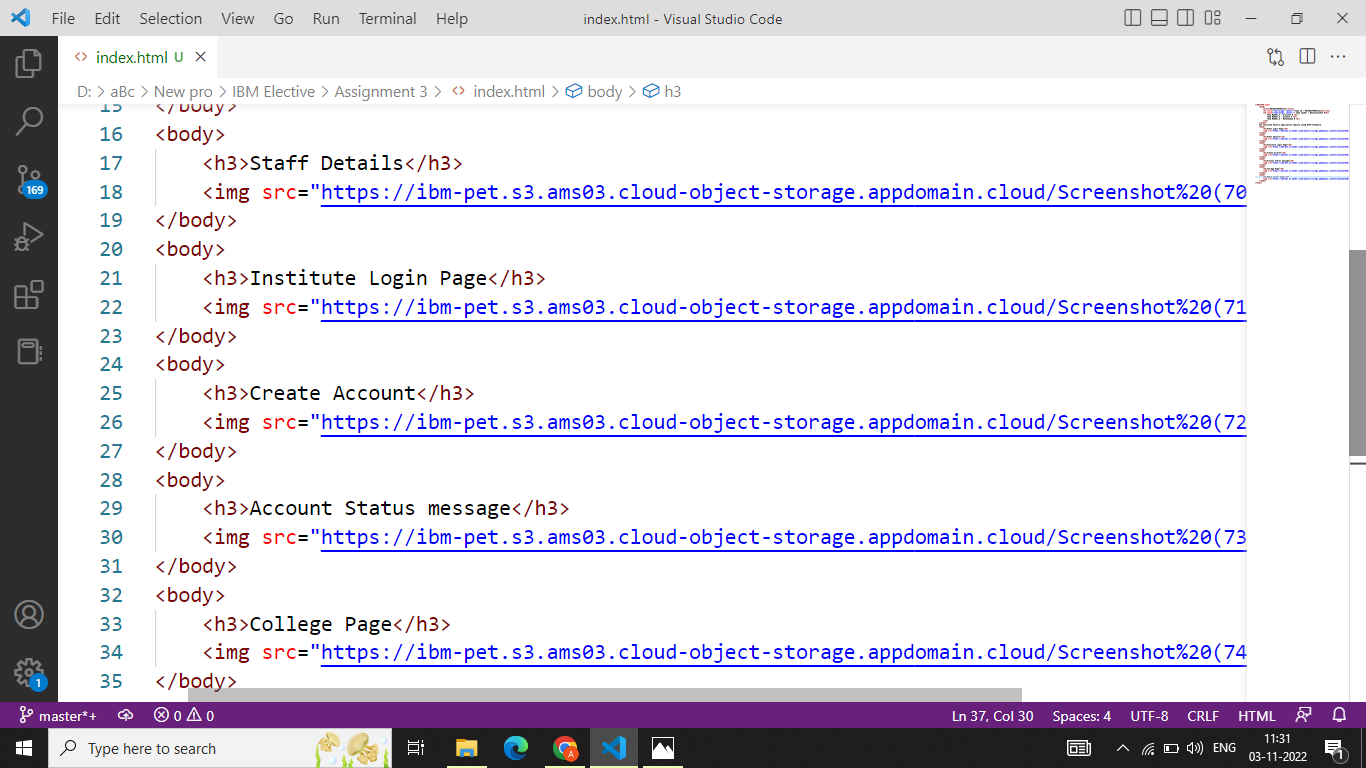 File Edit Selection View Go Run Terminal Help index.html - Visual Studio Code
index.html U
D: > aBc > New pro > IBM Elective > Assignment 3 > index.html > body > h3
15 </body>
16 <body>
17 <h3>Staff Details</h3>
18 <img src="https://ibm-pet.s3.ams03.cloud-object-storage.appdomain.cloud/Screenshot%20(70
19 </body>
20 <body>
21 <h3>Institute Login Page</h3>
22 <img src="https://ibm-pet.s3.ams03.cloud-object-storage.appdomain.cloud/Screenshot%20(71
23 </body>
24 <body>
25 <h3>Create Account</h3>
26 <img src="https://ibm-pet.s3.ams03.cloud-object-storage.appdomain.cloud/Screenshot%20(72
27 </body>
28 <body>
29 <h3>Account Status message</h3>
30 <img src="https://ibm-pet.s3.ams03.cloud-object-storage.appdomain.cloud/Screenshot%20(73
31 </body>
32 <body>
33 <h3>College Page</h3>
34 <img src="https://ibm-pet.s3.ams03.cloud-object-storage.appdomain.cloud/Screenshot%20(74
35 </body>
169
1
master*+ 0 0 Ln 37, Col 30 Spaces: 4 UTF-8 CRLF HTML
Type here to search A ENG 11:31
03-11-2022 1